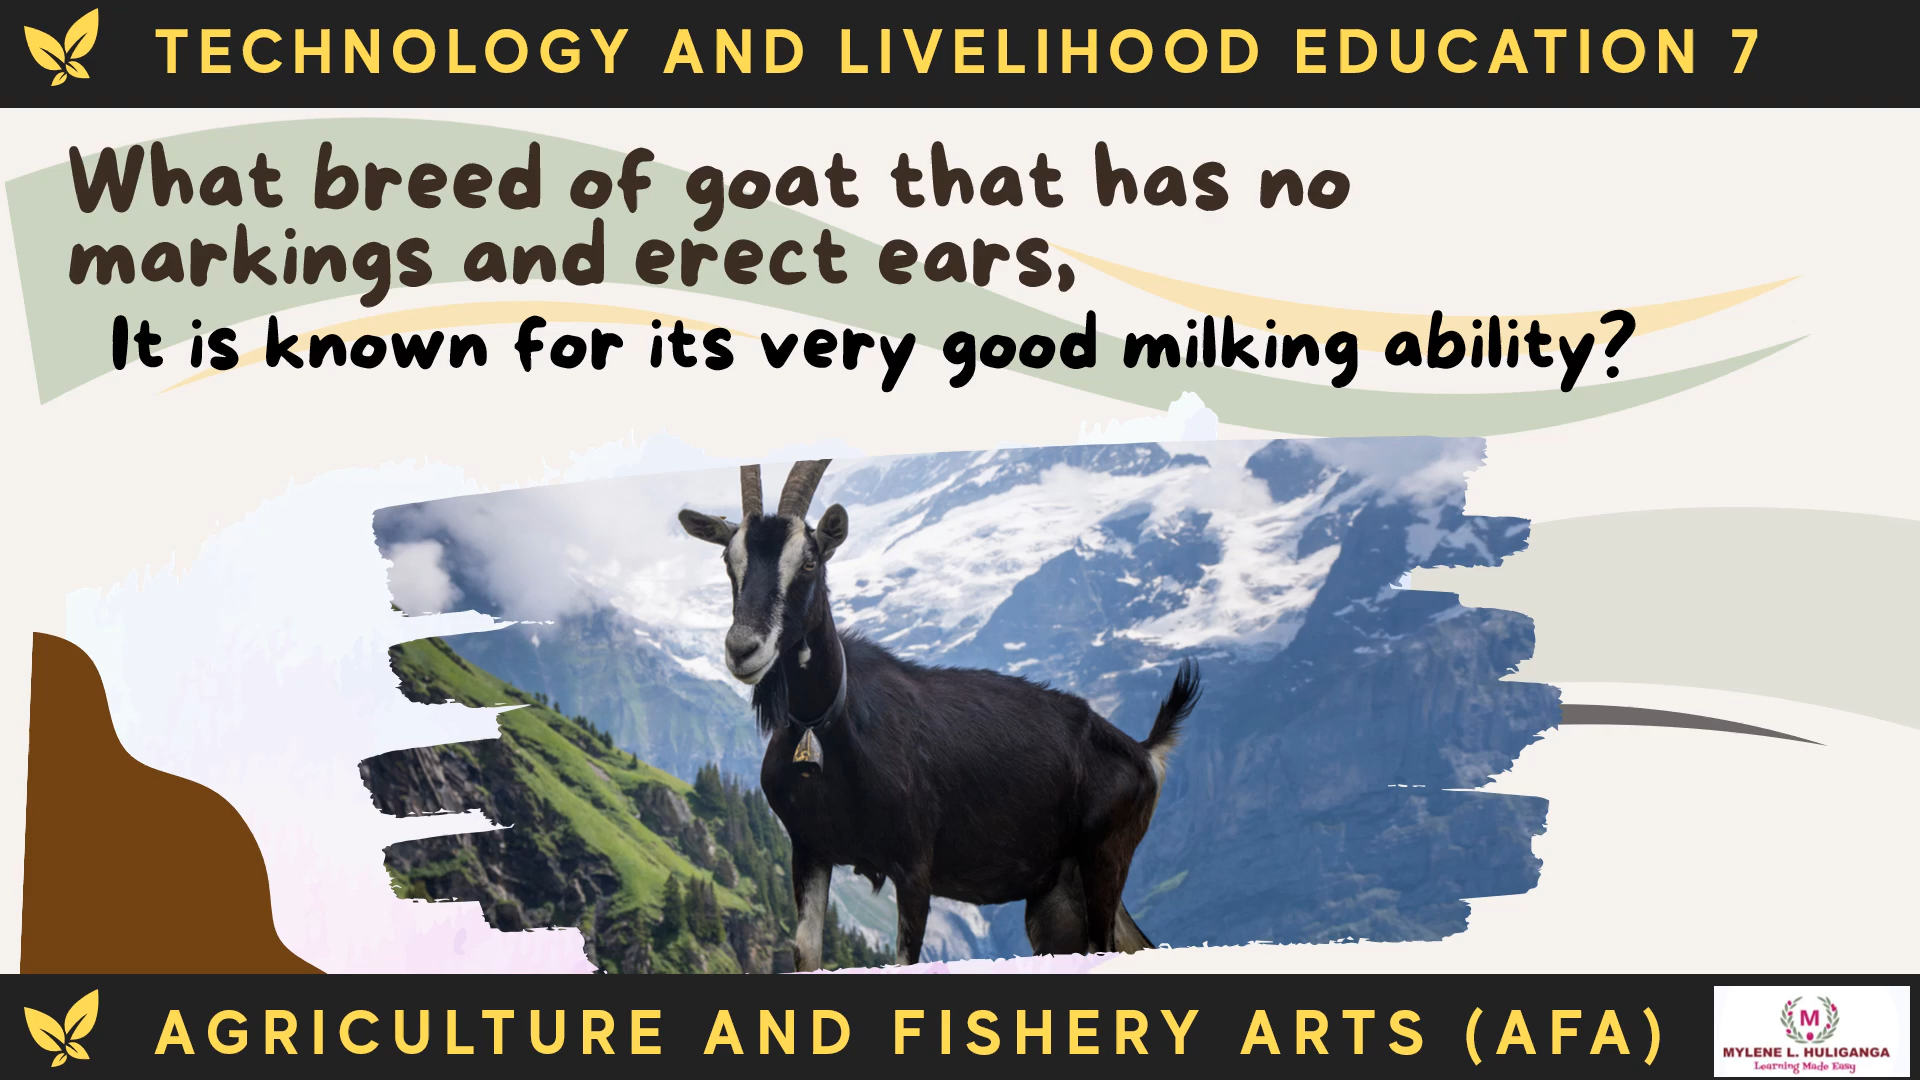 TECHNOLOGY AND LIVELIHOOD EDUCATION 7
What breed of goat that has no
markings and erect ears,
It is known for its very good milking ability?
AGRICULTURE AND FISHERY ARTS (AFA)
M
MYLENE L. HULIGANGA
Learning Made Easy